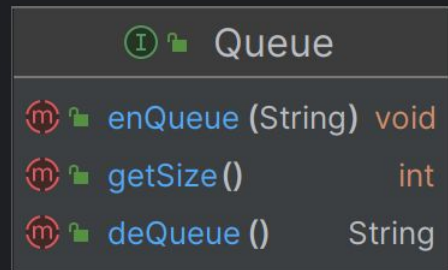 Queue
enQueue (String) void
getSize() int
deQueue () String